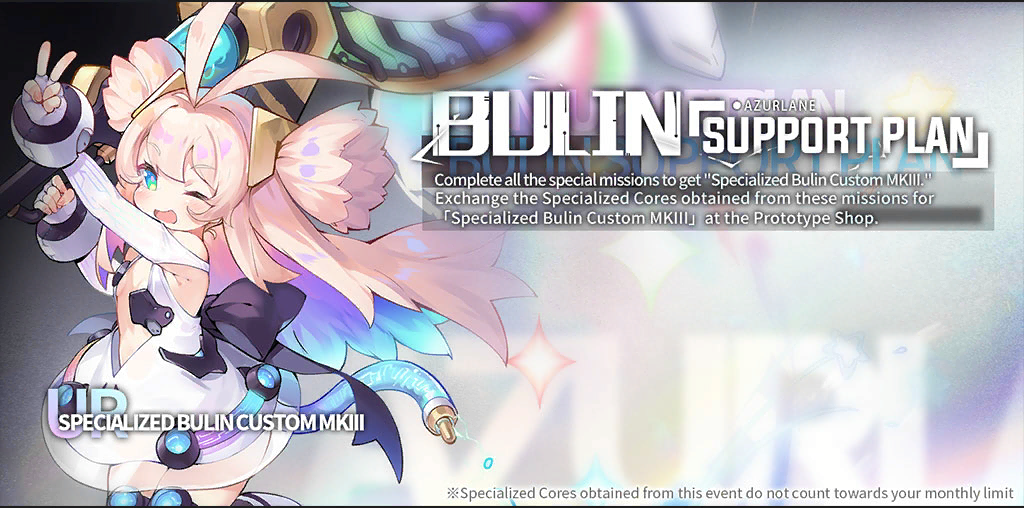 BULIN
•AZURLANE
「SUPPORT PLAN」
Complete all the special missions to get "Specialized Bulin Custom MKIII."
Exchange the Specialized Cores obtained from these missions for
「Specialized Bulin Custom MKIII」 at the Prototype Shop.
UR
SPECIALIZED BULIN CUSTOM MKIII
※Specialized Cores obtained from this event do not count towards your monthly limit